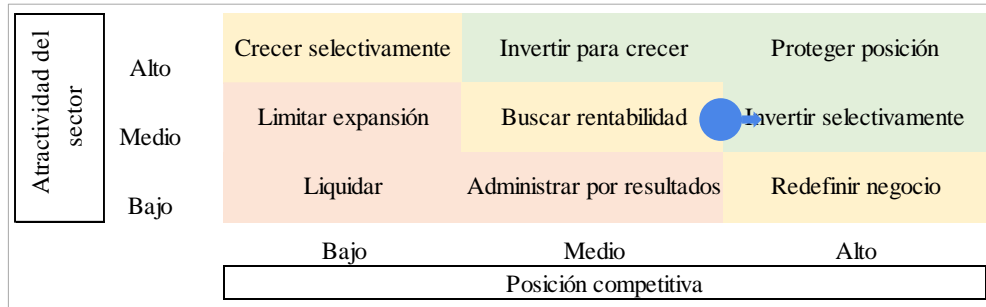 Atractividad del
sector
Alto
Crecer selectivamente
Invertir para crecer
Proteger posición
Medio
Limitar expansión
Buscar rentabilidad
Invertir selectivamente
Bajo
Liquidar
Administrar por resultados
Redefinir negocio
Bajo
Medio
Alto
Posición competitiva